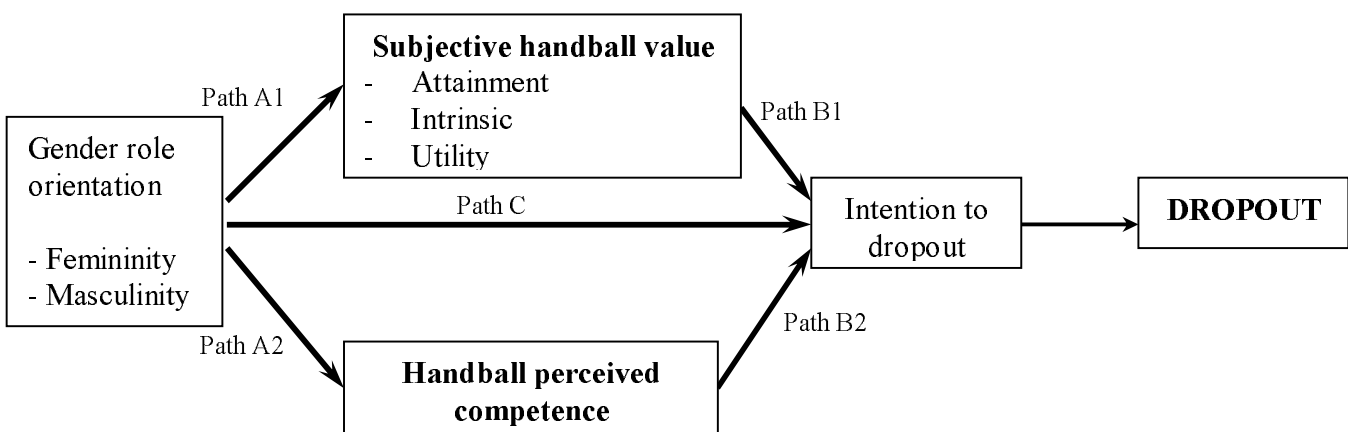 Subjective handball value
- Attainment
- Intrinsic
- Utility
Path A1
Path B1
Gender role
orientation
- Femininity
- Masculinity
Path C
Intention to
dropout
DROPOUT
Path A2
Path B2
Handball perceived
competence